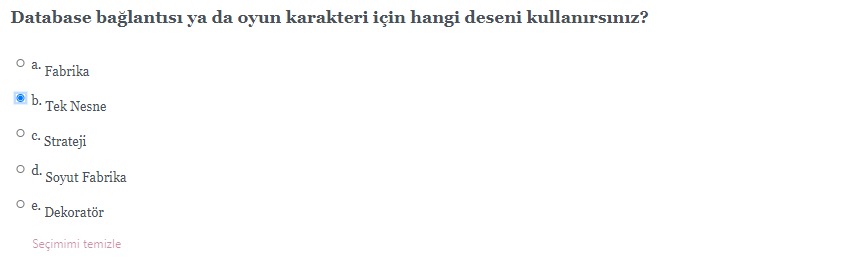 Database bağlantısı ya da oyun karakteri için hangi deseni kullanırsınız?
a. Fabrika
b. Tek Nesne
c. Strateji
d. Soyut Fabrika
e. Dekoratör
Seçimimi temizle